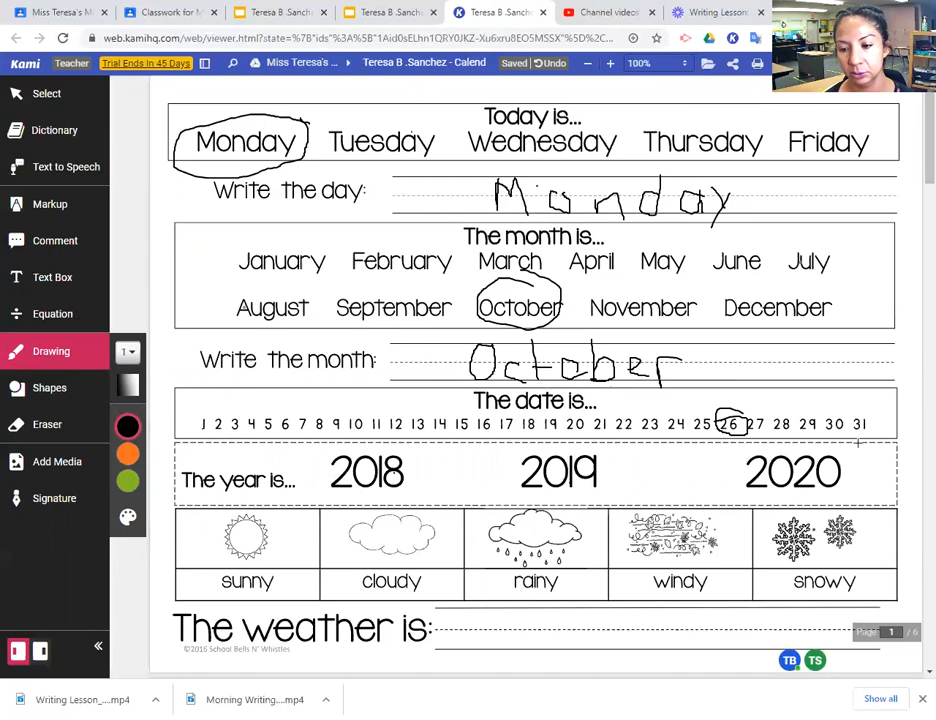 Miss Teresa's M
Classwork for M
Teresa B .Sanche
Teresa B .Sanche
Teresa B .Sanche
Channel videos
Writing Lesson
web.kamihq.com/web/viewer.html?state=%7B"ids"%3A%5B"1Aid0sELhn1QRY0JKZ-Xu6xru8EO5MSSX"%5D%2C...
Kami Teacher Trial Ends In 45 Days Miss Teresa's ... Teresa B .Sanchez - Calend Saved Undo 100%
Select
Dictionary
Text to Speech
Markup
Comment
Text Box
Equation
Drawing 1
Shapes
Eraser
Add Media
Signature
Today is...
Monday Tuesday Wednesday Thursday Friday
Write the day: Monday
The month is...
January February March April May June July
August September October November December
Write the month: October
The date is...
1 2 3 4 5 6 7 8 9 10 11 12 13 14 15 16 17 18 19 20 21 22 23 24 25 26 27 28 29 30 31
The year is... 2018 2019 2020
sunny cloudy rainy windy snowy
The weather is:
©2016 School Bells N' Whistles
Page 1 / 6
TB TS
Writing Lesson_....mp4
Morning Writing....mp4
Show all